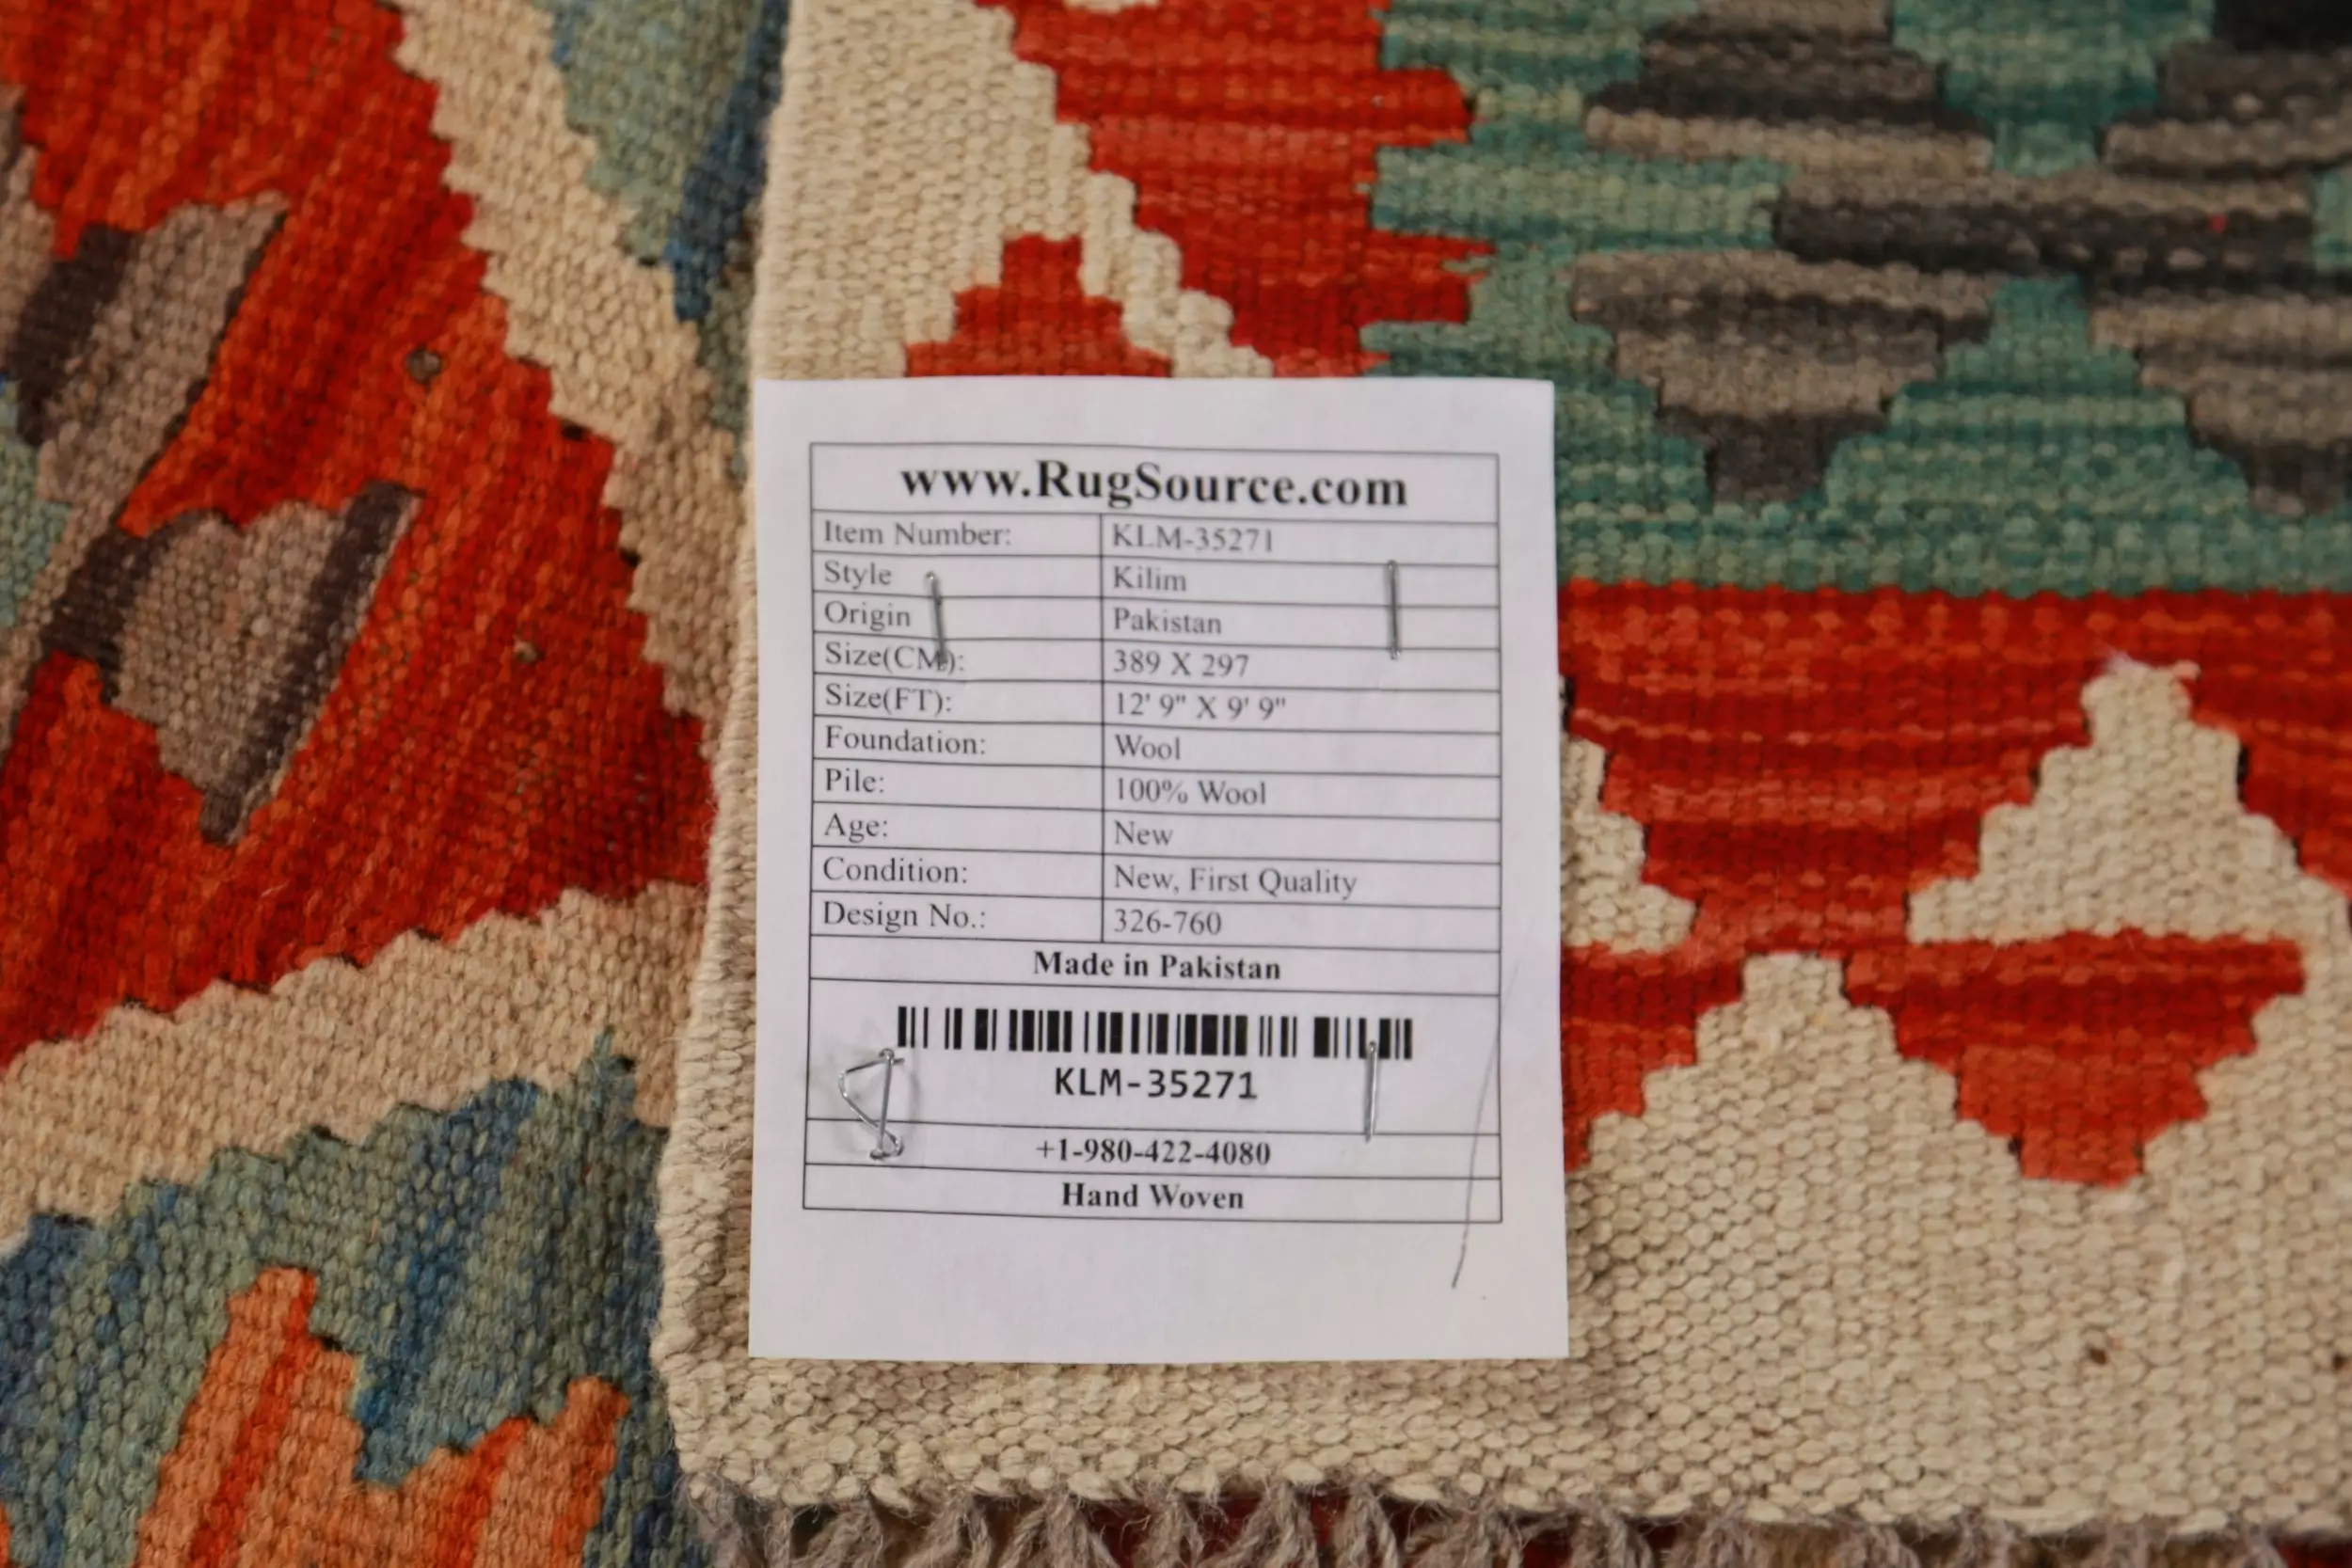 www.RugSource.com
Item Number: KLM-35271
Style Kilim
Origin Pakistan
Size(CM): 389 X 297
Size(FT): 12' 9" X 9' 9"
Foundation: Wool
Pile: 100% Wool
Age: New
Condition: New, First Quality
Design No.: 326-760
Made in Pakistan
KLM-35271
+1-980-422-4080
Hand Woven